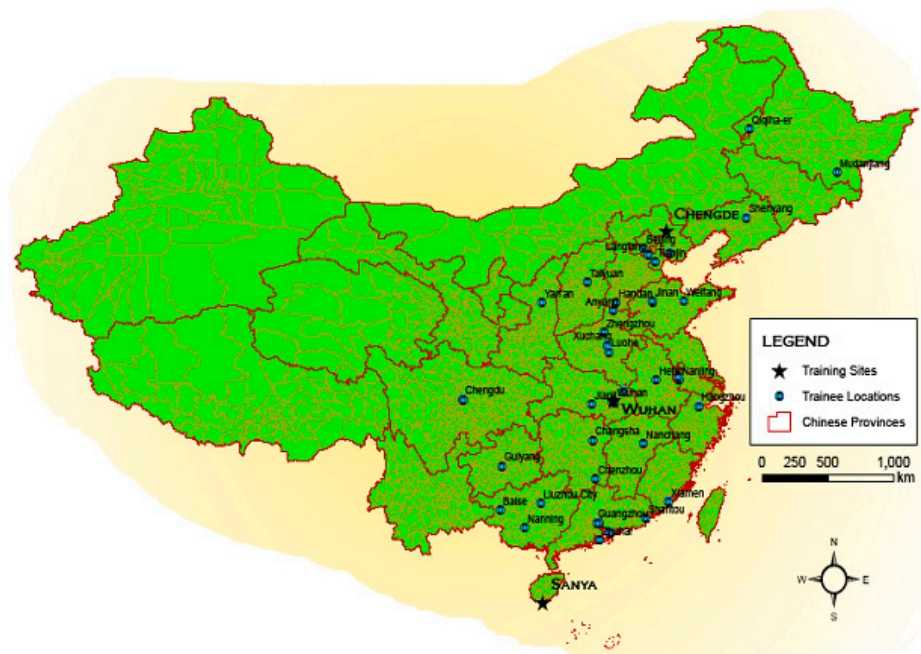 Qiqiha-er
Mudanjiang
Shenyang
CHENGDE
Beijing
Langfang
Tianjin
Taiyuan
Yan'an
Anyang
Handan
Jinan
Weifang
Zhengzhou
Xuchang
Luohe
Hefei
Nanjing
Chengdu
Wuhan
WUHAN
Hangzhou
Changsha
Nanchang
Guiyang
Chenzhou
Baise
Liuzhou City
Xiamen
Nanning
Guangzhou
Shantou
SANYA
LEGEND
Training Sites
Trainee Locations
Chinese Provinces
0 250 500 1,000
km
N
W E
S